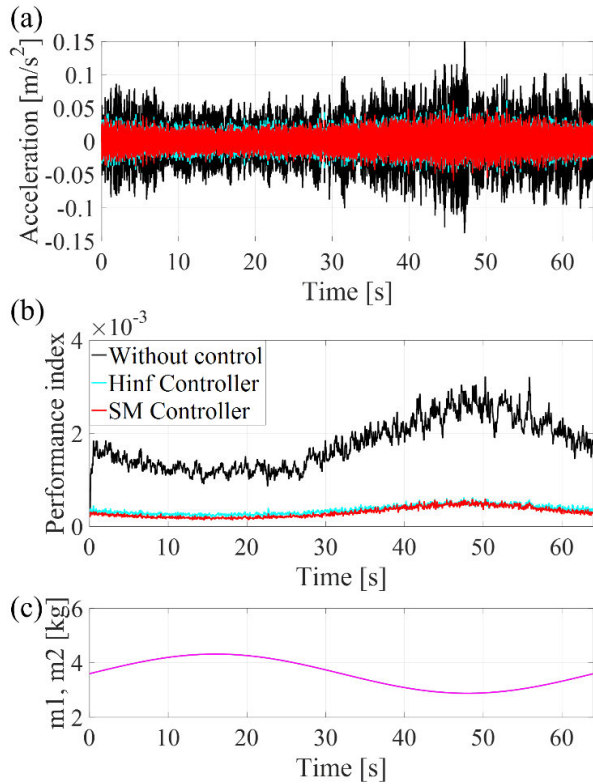 (a)
Acceleration [m/s²]
0.15
0.1
0.05
0
-0.05
-0.1
-0.15
0 10 20 30 40 50 60
Time [s]
(b)
×10⁻³
Performance index
4
2
0
Without control
Hinf Controller
SM Controller
0 10 20 30 40 50 60
Time [s]
(c)
m1, m2 [kg]
6
4
2
0 10 20 30 40 50 60
Time [s]